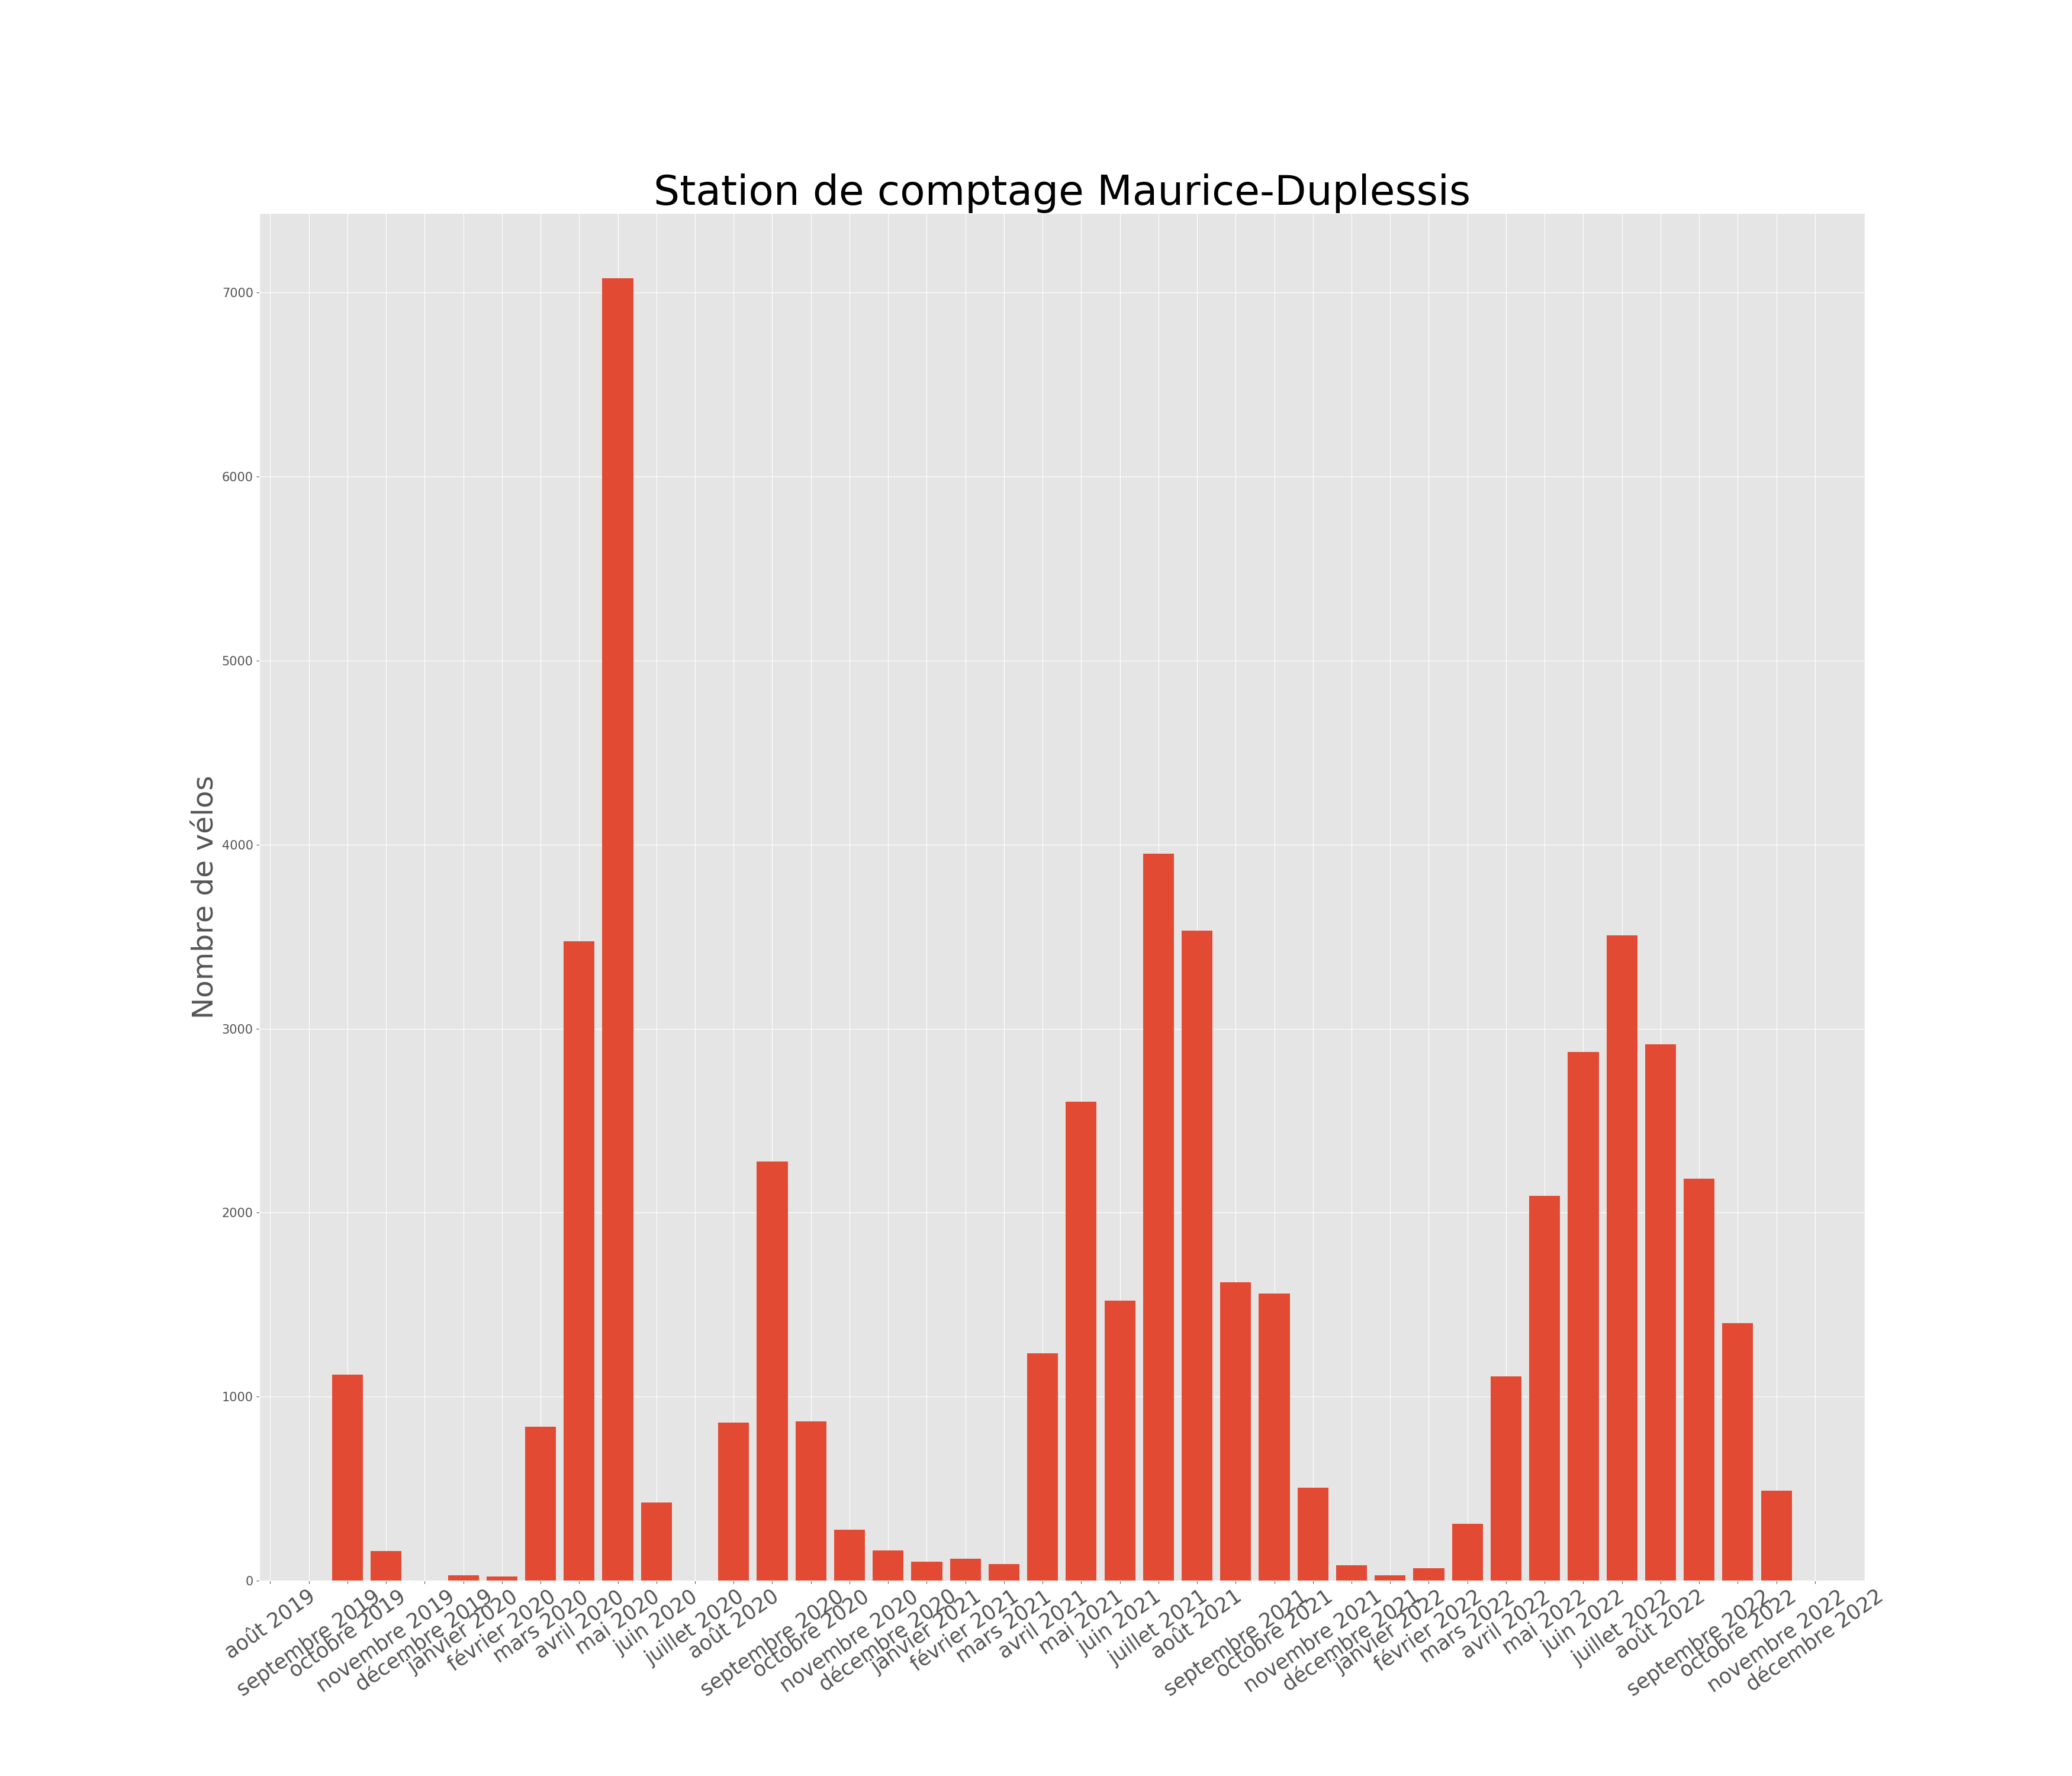 Station de comptage Maurice-Duplessis
Nombre de vélos
7000
6000
5000
4000
3000
2000
1000
0
août 2019
septembre 2019
octobre 2019
novembre 2019
décembre 2019
janvier 2020
février 2020
mars 2020
avril 2020
mai 2020
juin 2020
juillet 2020
août 2020
septembre 2020
octobre 2020
novembre 2020
décembre 2020
janvier 2021
février 2021
mars 2021
avril 2021
mai 2021
juin 2021
juillet 2021
août 2021
septembre 2021
octobre 2021
novembre 2021
décembre 2021
janvier 2022
février 2022
mars 2022
avril 2022
mai 2022
juin 2022
juillet 2022
août 2022
septembre 2022
octobre 2022
novembre 2022
décembre 2022